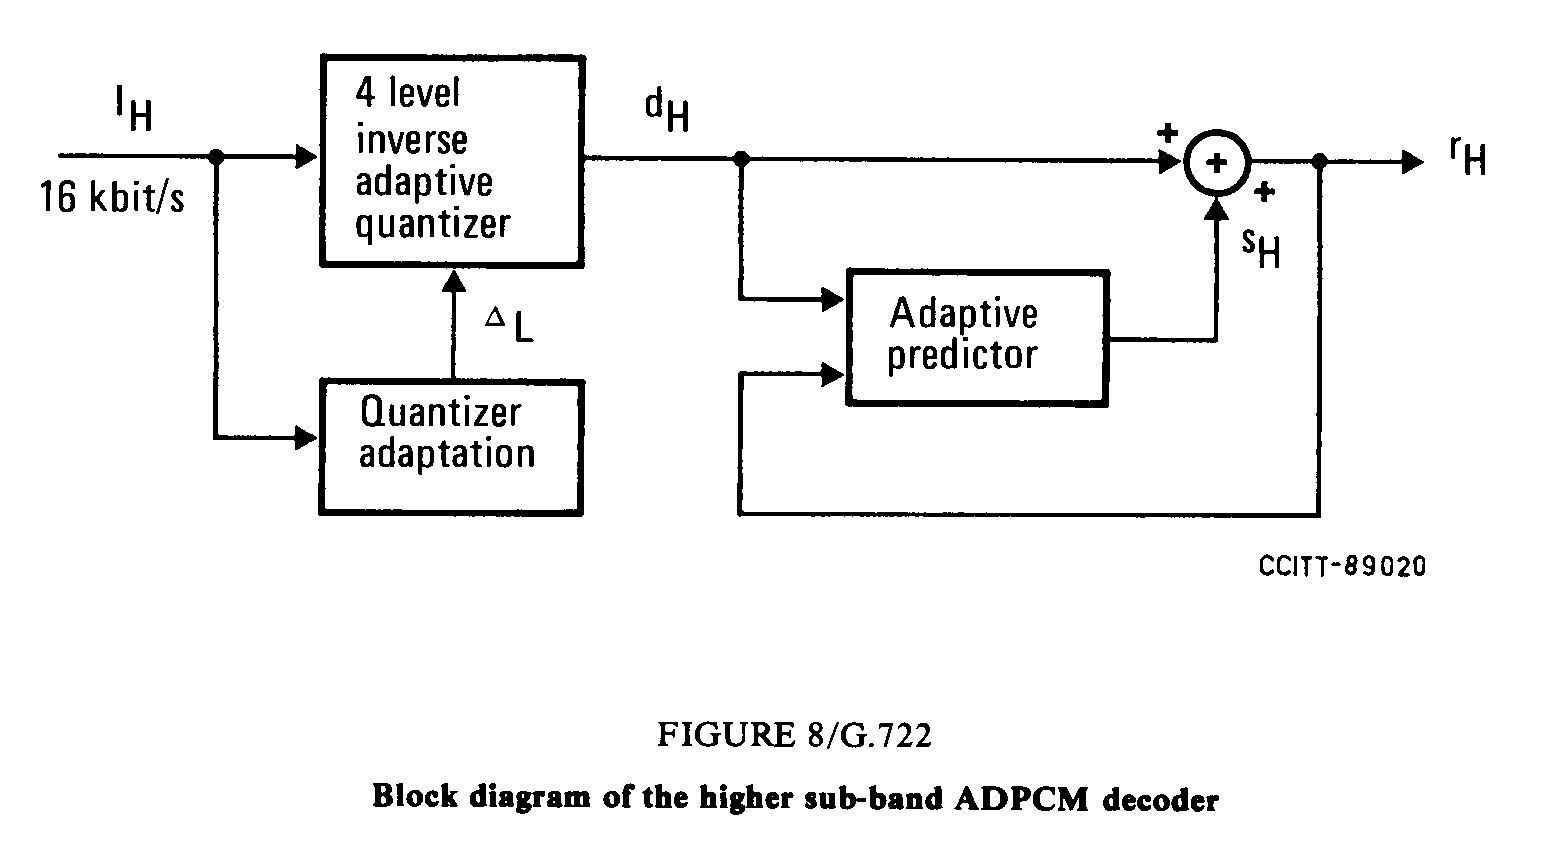 I_H
16 kbit/s
4 level
inverse
adaptive
quantizer
d_H
+
+
+
r_H
s_H
Δ_L
Adaptive
predictor
Quantizer
adaptation
CCITT-89020
FIGURE 8/G.722
Block diagram of the higher sub-band ADPCM decoder